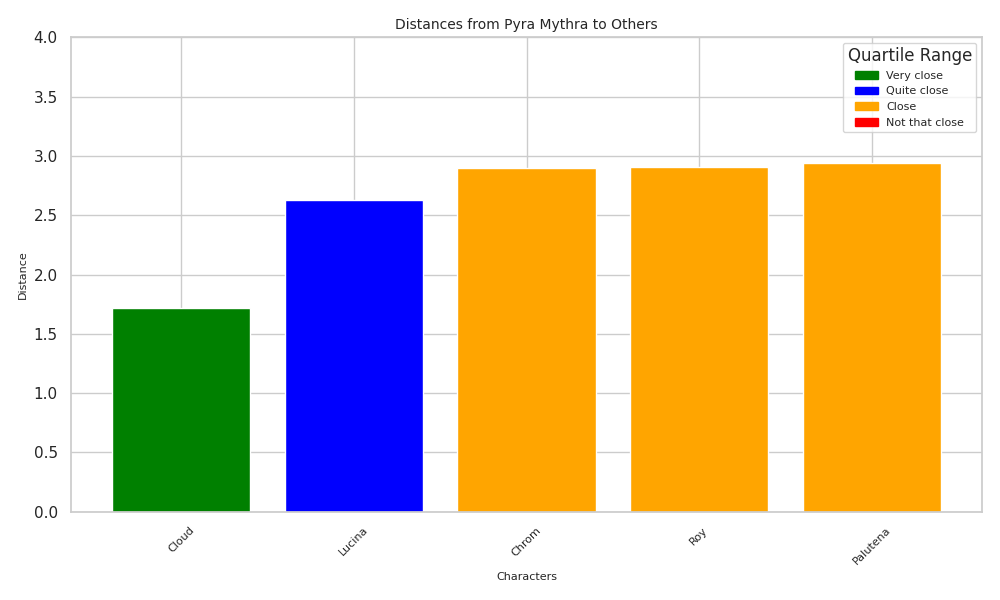 Distances from Pyra Mythra to Others
Quartile Range
Very close
Quite close
Close
Not that close
4.0
3.5
3.0
2.5
2.0
1.5
1.0
0.5
0.0
Distance
Cloud
Lucina
Chrom
Roy
Palutena
Characters